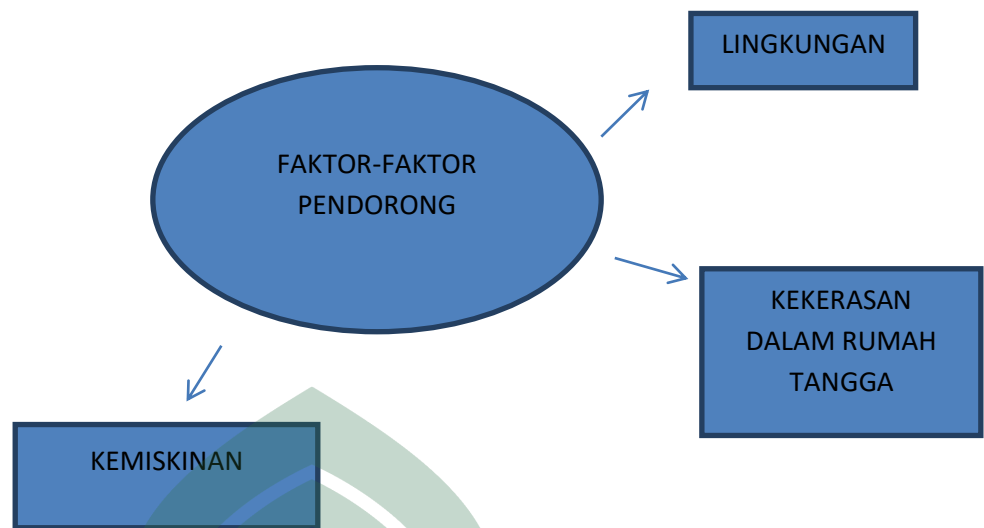 LINGKUNGAN
FAKTOR-FAKTOR
PENDORONG
KEKERASAN
DALAM RUMAH
TANGGA
KEMISKINAN